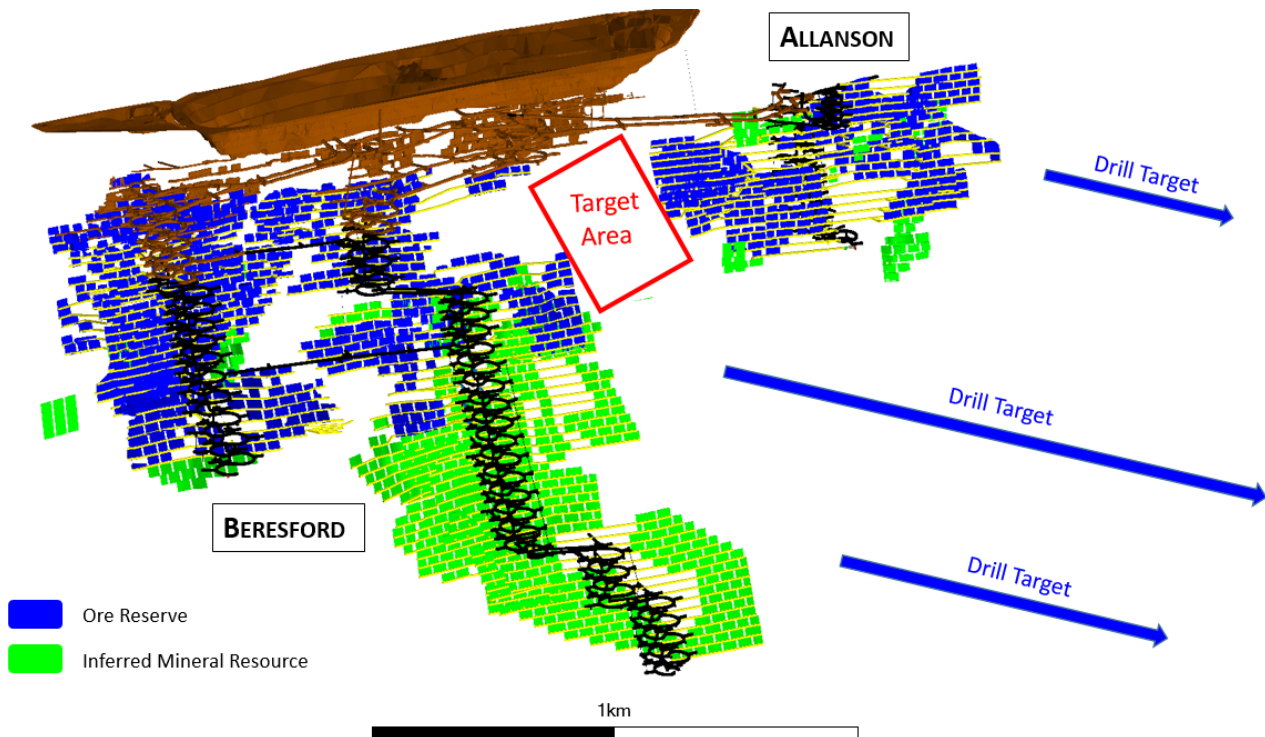 ALLANSON
Drill Target
Target
Area
Drill Target
BERESFORD
Drill Target
Ore Reserve
Inferred Mineral Resource
1km